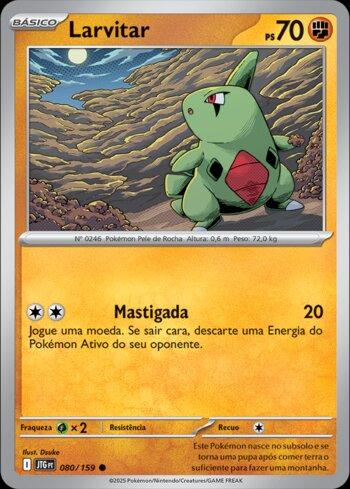 BÁSICO
Larvitar
PS 70
Nº 0246 Pokémon Pele de Rocha Altura: 0,6 m Peso: 72,0 kg
Mastigada 20
Jogue uma moeda. Se sair cara, descarte uma Energia do
Pokémon Ativo do seu oponente.
Fraqueza ×2 Resistência Recuo
Ilust. Dsuke
I JTG PT 080/159
Este Pokémon nasce no subsolo e se
torna uma pupa após comer terra o
suficiente para fazer uma montanha.
©2025 Pokémon/Nintendo/Creatures/GAME FREAK